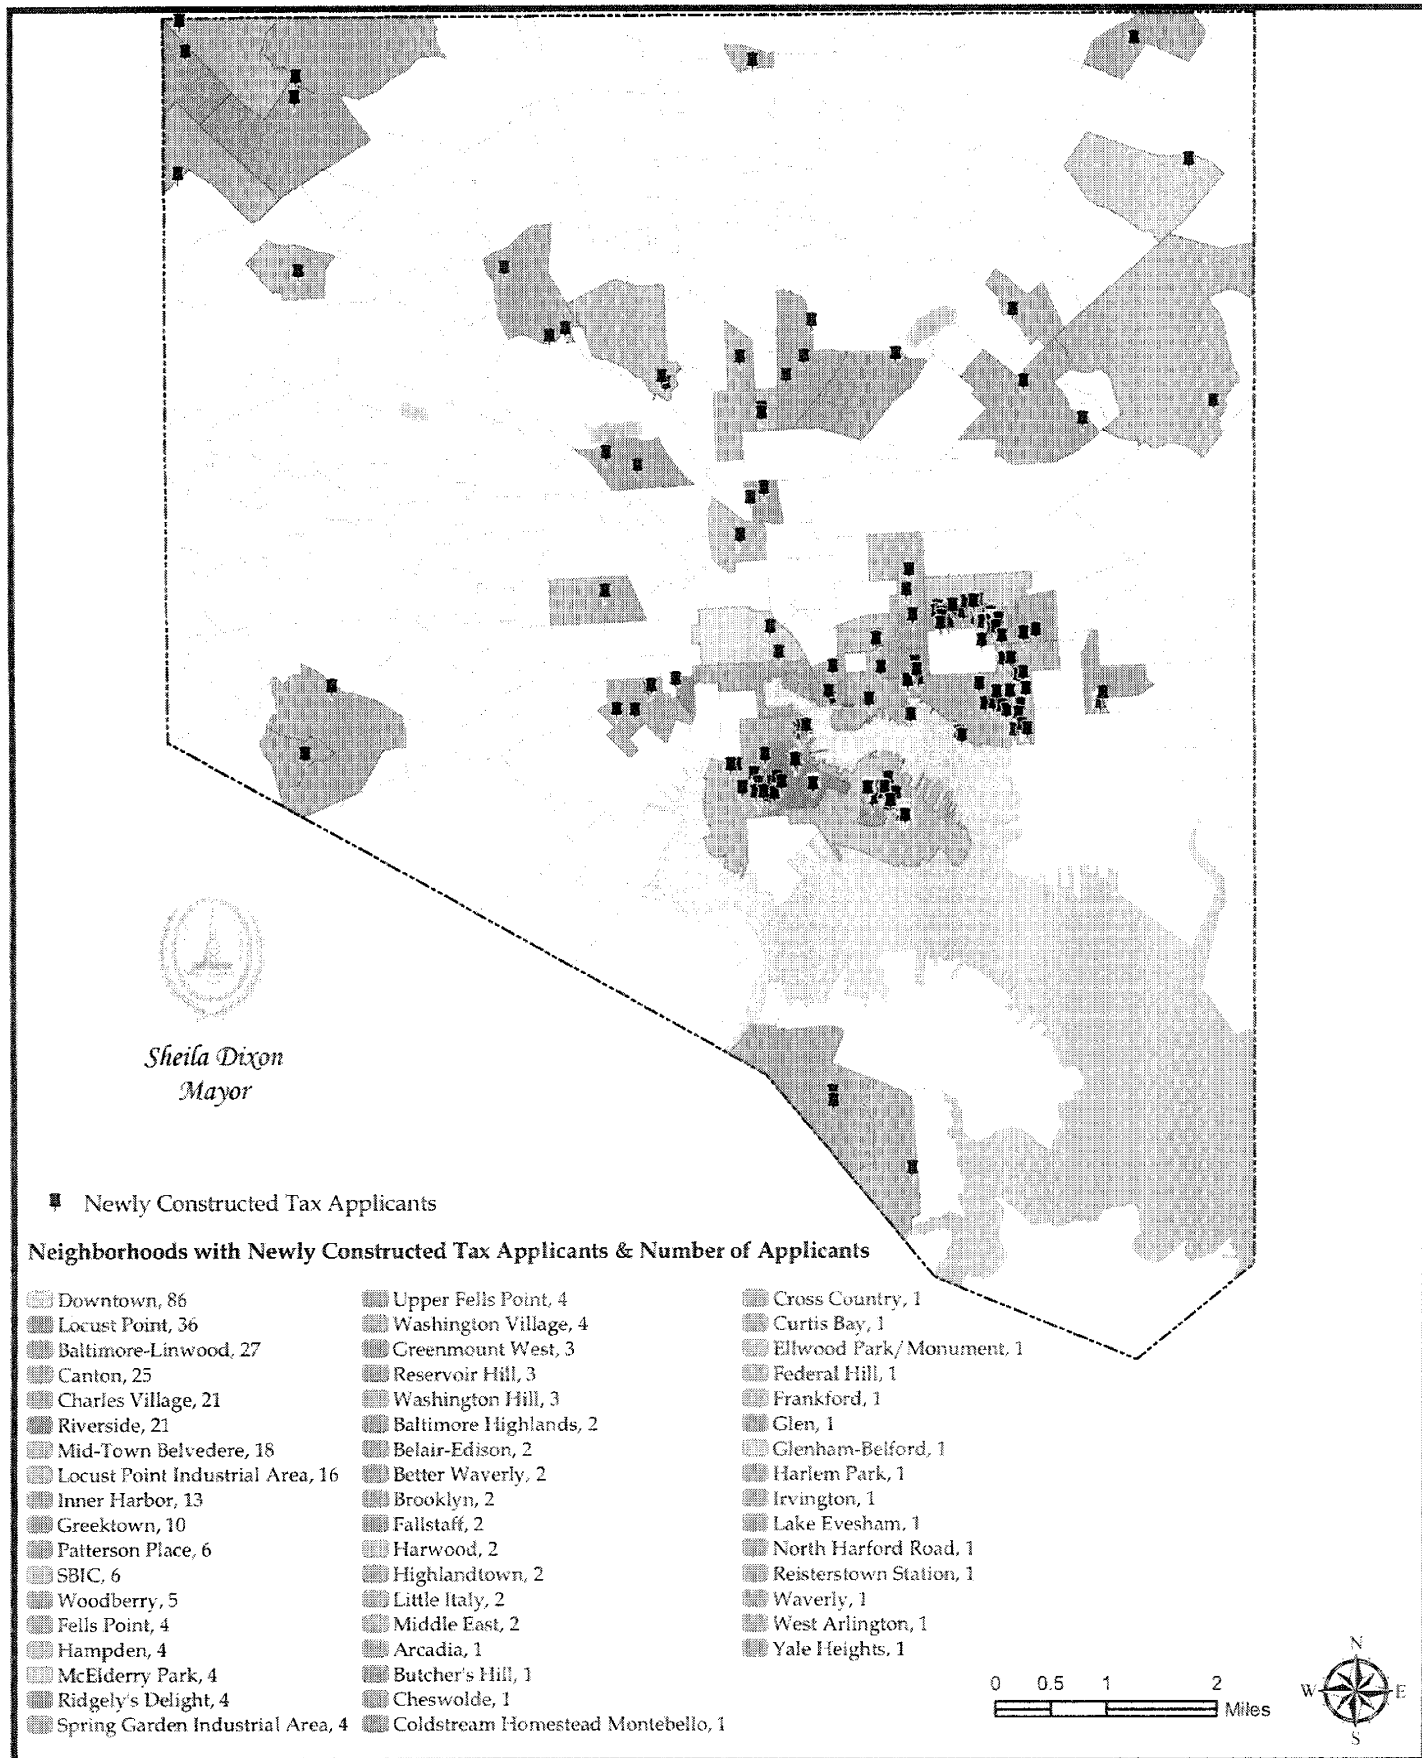 Sheila Dixon
Mayor
Newly Constructed Tax Applicants
Neighborhoods with Newly Constructed Tax Applicants & Number of Applicants
Downtown, 86
Locust Point, 36
Baltimore-Linwood, 27
Canton, 25
Charles Village, 21
Riverside, 21
Mid-Town Belvedere, 18
Locust Point Industrial Area, 16
Inner Harbor, 13
Greektown, 10
Patterson Place, 6
SBIC, 6
Woodberry, 5
Fells Point, 4
Hampden, 4
McElderry Park, 4
Ridgely's Delight, 4
Spring Garden Industrial Area, 4
Upper Fells Point, 4
Washington Village, 4
Greenmount West, 3
Reservoir Hill, 3
Washington Hill, 3
Baltimore Highlands, 2
Belair-Edison, 2
Better Waverly, 2
Brooklyn, 2
Fallstaff, 2
Harwood, 2
Highlandtown, 2
Little Italy, 2
Middle East, 2
Arcadia, 1
Butcher's Hill, 1
Cheswolde, 1
Coldstream Homestead Montebello, 1
Cross Country, 1
Curtis Bay, 1
Ellwood Park/Monument, 1
Federal Hill, 1
Frankford, 1
Glen, 1
Glenham-Belford, 1
Harlem Park, 1
Irvington, 1
Lake Evesham, 1
North Harford Road, 1
Reisterstown Station, 1
Waverly, 1
West Arlington, 1
Yale Heights, 1
0 0.5 1 2
Miles
N
W E
S